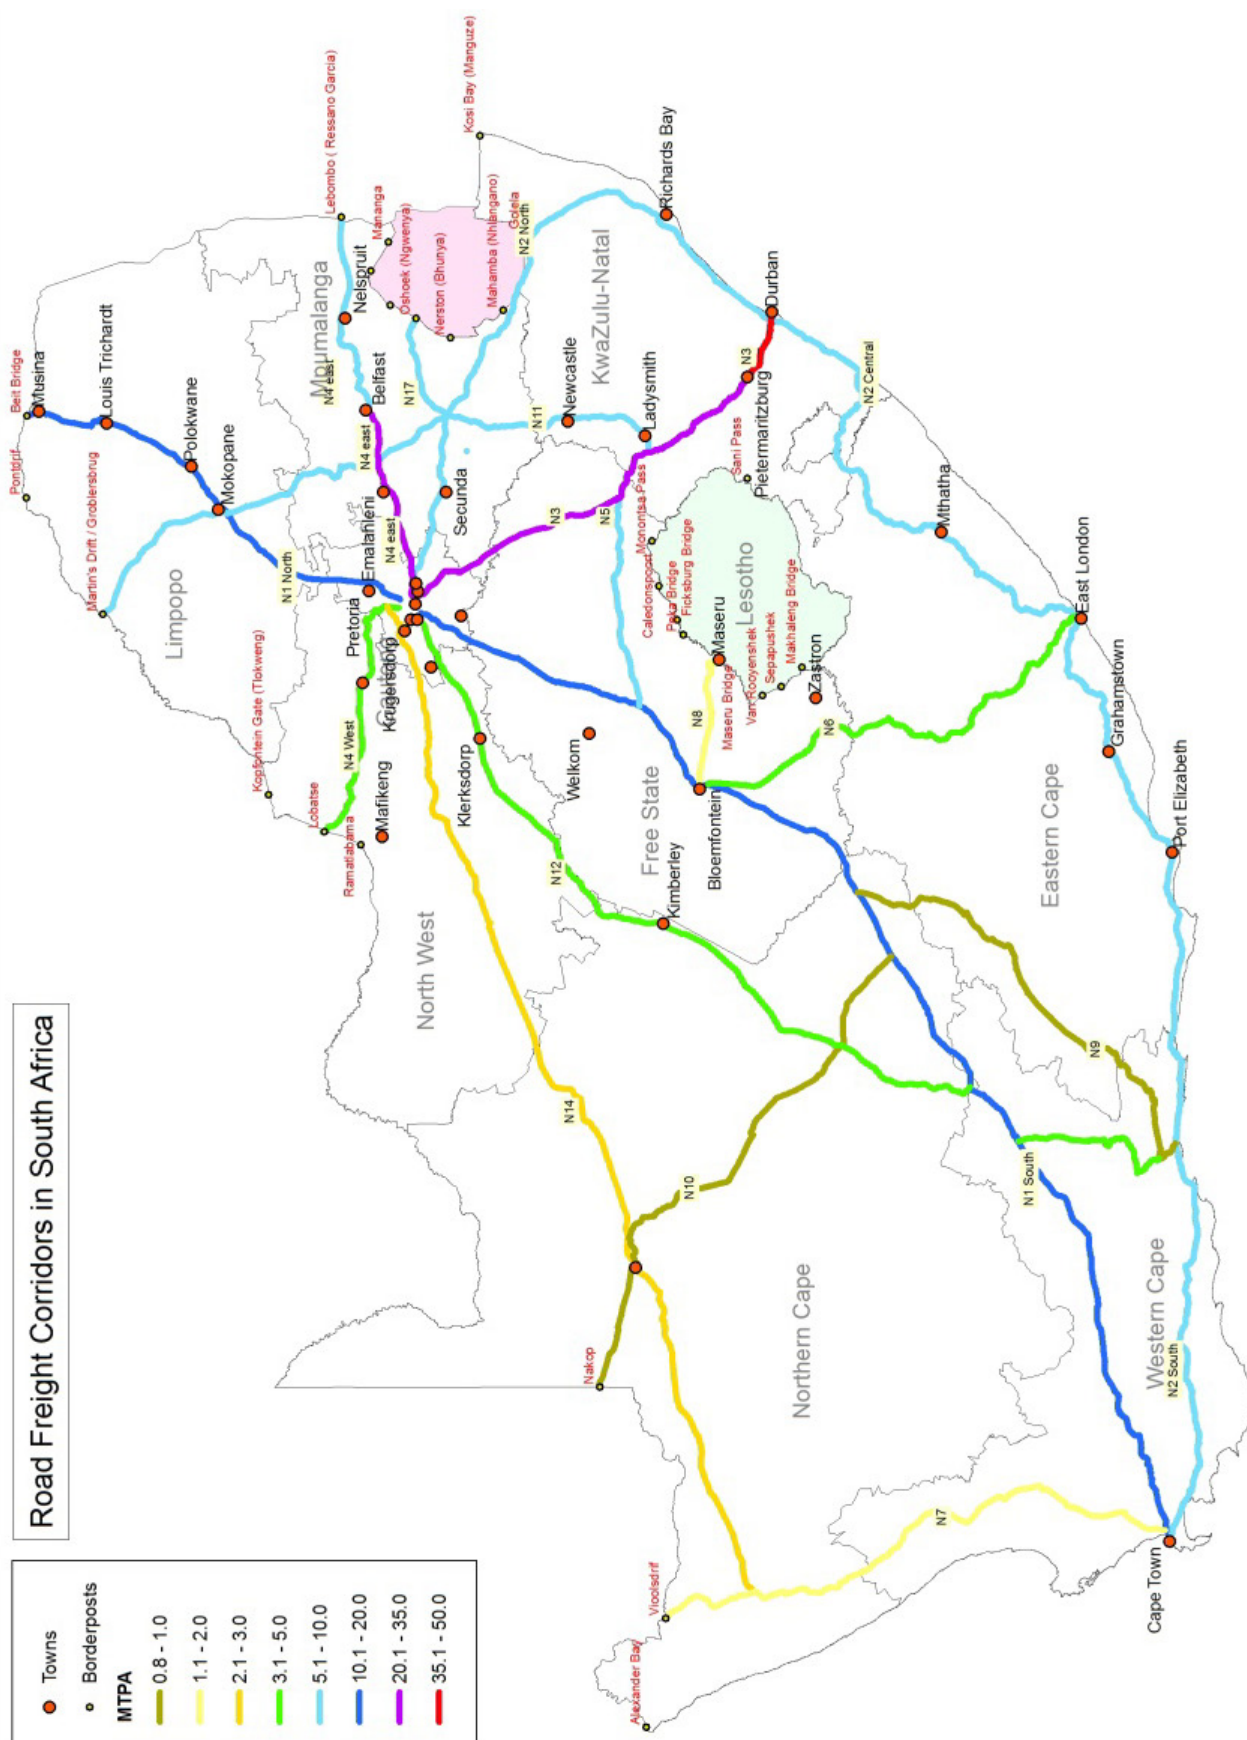 Road Freight Corridors in South Africa
Towns
Borderposts
MTPA
0.8 - 1.0
1.1 - 2.0
2.1 - 3.0
3.1 - 5.0
5.1 - 10.0
10.1 - 20.0
20.1 - 35.0
35.1 - 50.0
Beit Bridge
Pontdrif
Musina
Louis Trichardt
Polokwane
Mokopane
Martin's Drift / Groblersbrug
Limpopo
N1 North
Kopfontein Gate (Tlokweng)
Lobatse
Ramatlabama
N4 West
Mafikeng
Pretoria
Emalahleni
Krugersdorp
N4 east
N4 east
N4 east
Belfast
Mpumalanga
Nelspruit
Lebombo ( Ressano Garcia)
Mananga
Oshoek (Ngwenya)
Nerston (Bhunya)
Mahamba (Nhlangano)
Golela
Kosi Bay (Manguze)
N2 North
N17
Secunda
N11
Newcastle
KwaZulu-Natal
Ladysmith
Richards Bay
Durban
N3
Pietermaritzburg
Sani Pass
N3
N5
Monontsa Pass
Caledonspoort
Peka Bridge
Ficksburg Bridge
Lesotho
Maseru
Maseru Bridge
Van Rooyenshek
Sepapushek
Makhaleng Bridge
Zastron
N8
N6
Klerksdorp
Welkom
Free State
Bloemfontein
Kimberley
N12
North West
N14
N10
Nakop
Northern Cape
Vioolsdrif
Alexander Bay
N7
Cape Town
Western Cape
N2 South
N1 South
N9
Eastern Cape
Port Elizabeth
Grahamstown
East London
Mthatha
N2 Central